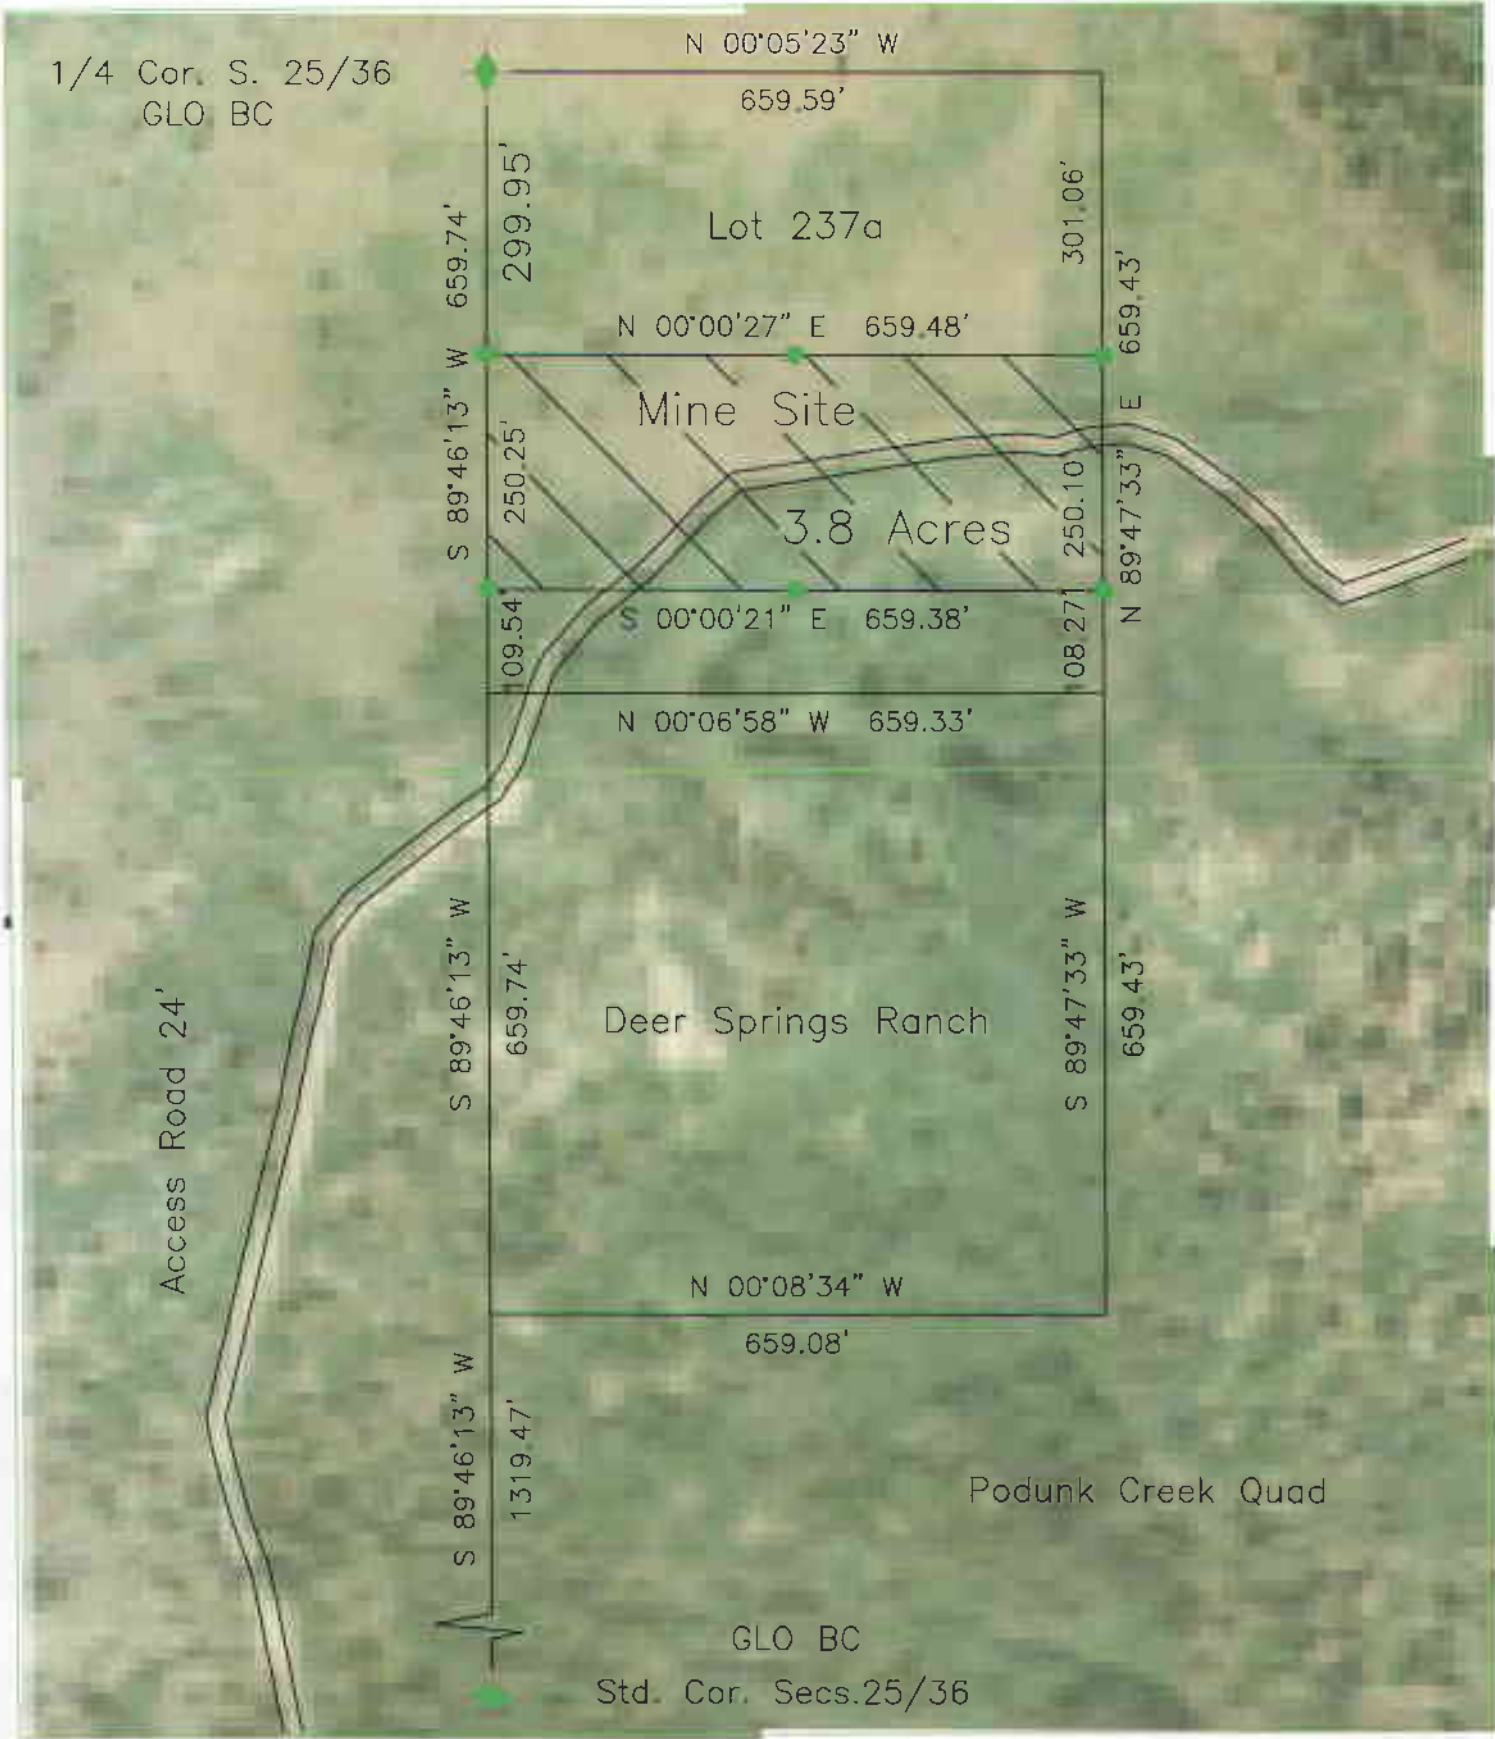 N 00°05'23" W
1/4 Cor. S. 25/36
GLO BC
659.59'
S 89°46'13" W 659.74'
299.95'
Lot 237a
301.06'
N 89°47'33" E 659.43'
N 00°00'27" E 659.48'
Mine Site
250.25'
3.8 Acres
250.10
S 00°00'21" E 659.38'
109.54
108.271
N 00°06'58" W 659.33'
S 89°46'13" W
659.74'
Deer Springs Ranch
S 89°47'33" W
659.43'
Access Road 24'
N 00°08'34" W
659.08'
S 89°46'13" W
1319.47'
Podunk Creek Quad
GLO BC
Std. Cor. Secs.25/36